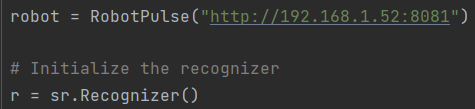 robot = RobotPulse("http://192.168.1.52:8081")
# Initialize the recognizer
r = sr.Recognizer()